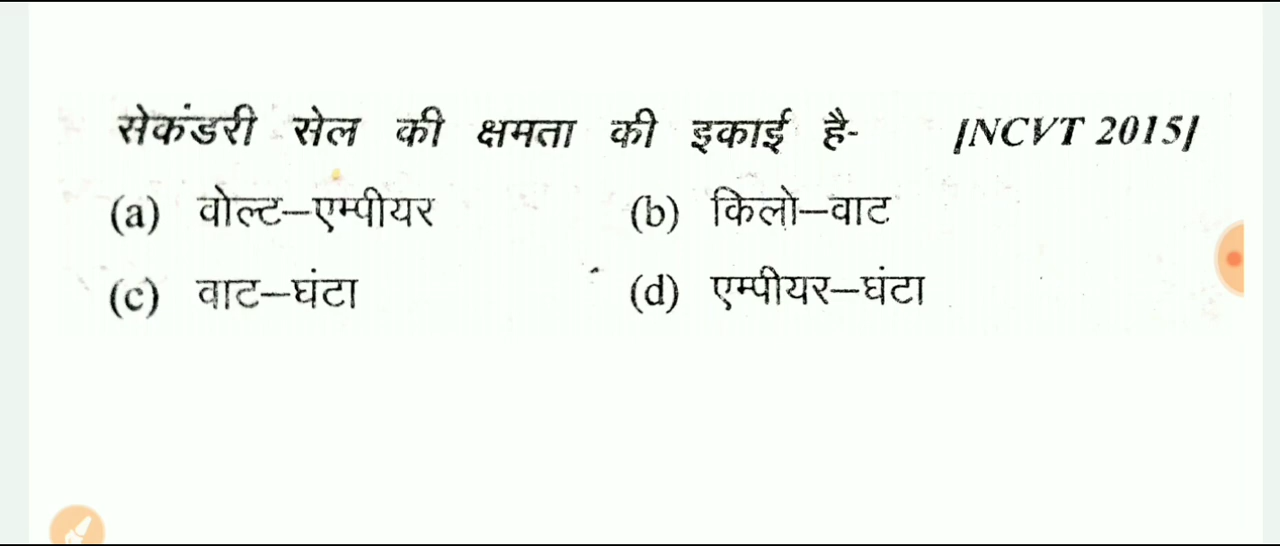 सेकंडरी सेल की क्षमता की इकाई है- [NCVT 2015]
(a) वोल्ट–एम्पीयर (b) किलो–वाट
(c) वाट–घंटा (d) एम्पीयर–घंटा